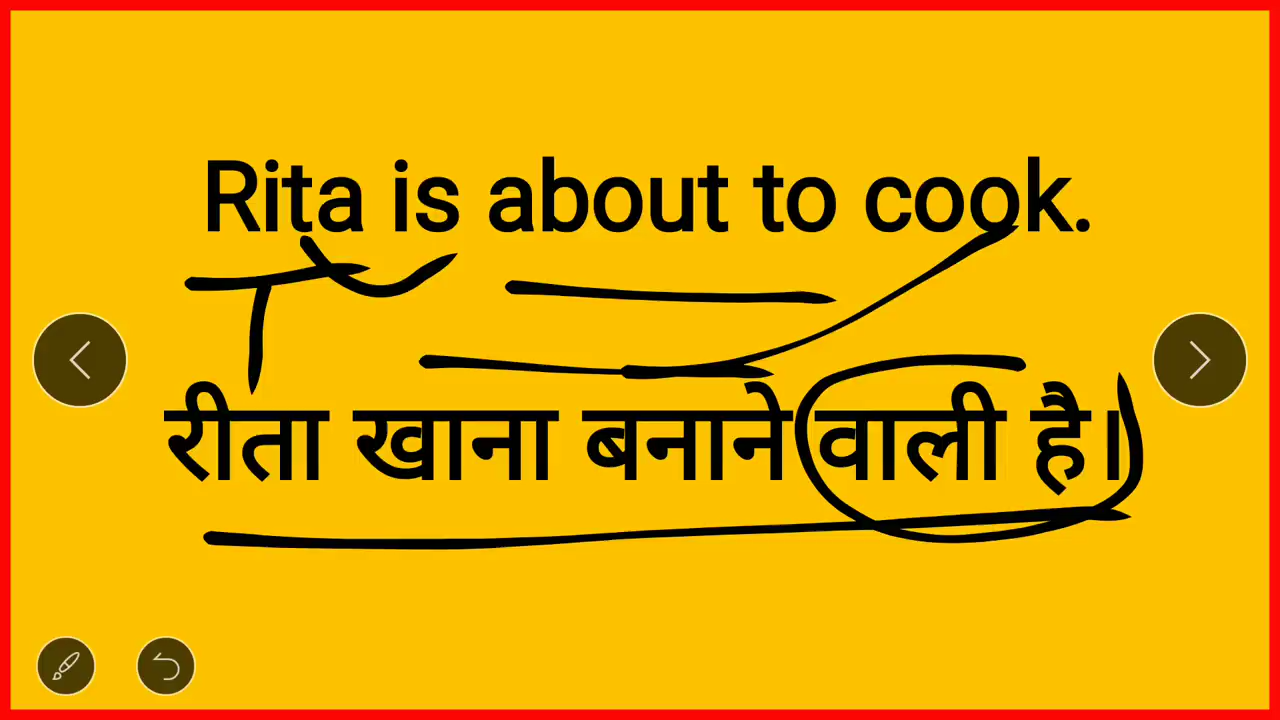 Rita is about to cook.
रीता खाना बनाने वाली है।